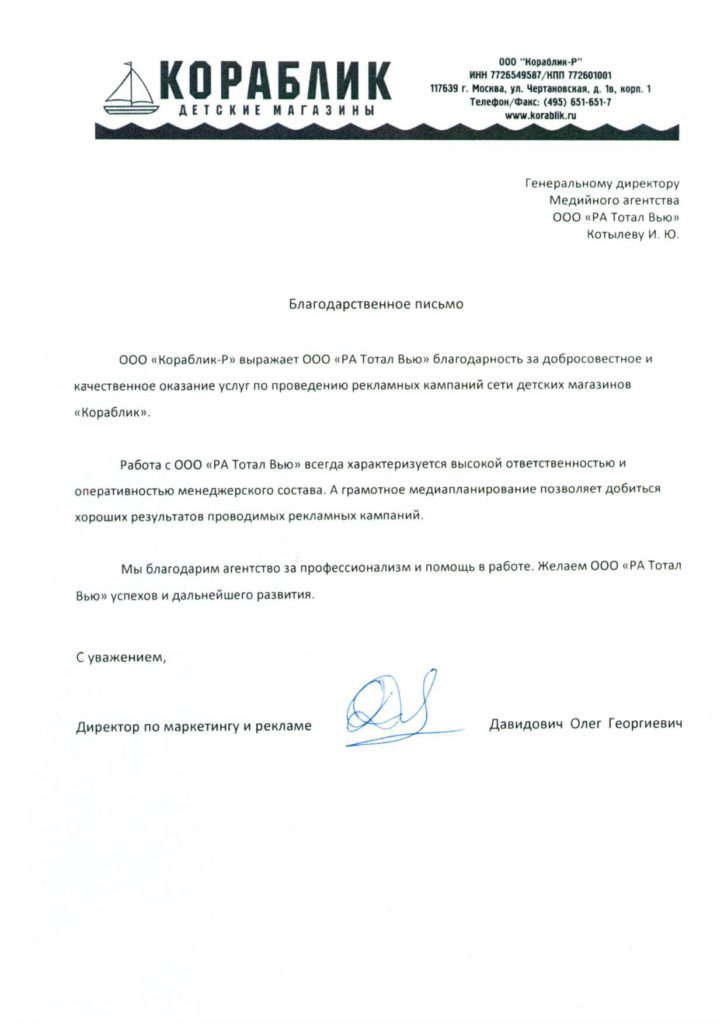 КОРАБЛИК
ДЕТСКИЕ МАГАЗИНЫ
ООО "Кораблик-Р"
ИНН 7726549587/КПП 772601001
117639 г. Москва, ул. Чертановская, д. 1в, корп. 1
Телефон/Факс: (495) 651-651-7
www.korablik.ru
Генеральному директору
Медийного агентства
ООО «РА Тотал Вью»
Котылеву И. Ю.
Благодарственное письмо
ООО «Кораблик-Р» выражает ООО «РА Тотал Вью» благодарность за добросовестное и
качественное оказание услуг по проведению рекламных кампаний сети детских магазинов
«Кораблик».
Работа с ООО «РА Тотал Вью» всегда характеризуется высокой ответственностью и
оперативностью менеджерского состава. А грамотное медиапланирование позволяет добиться
хороших результатов проводимых рекламных кампаний.
Мы благодарим агентство за профессионализм и помощь в работе. Желаем ООО «РА Тотал
Вью» успехов и дальнейшего развития.
С уважением,
Директор по маркетингу и рекламе Давидович Олег Георгиевич